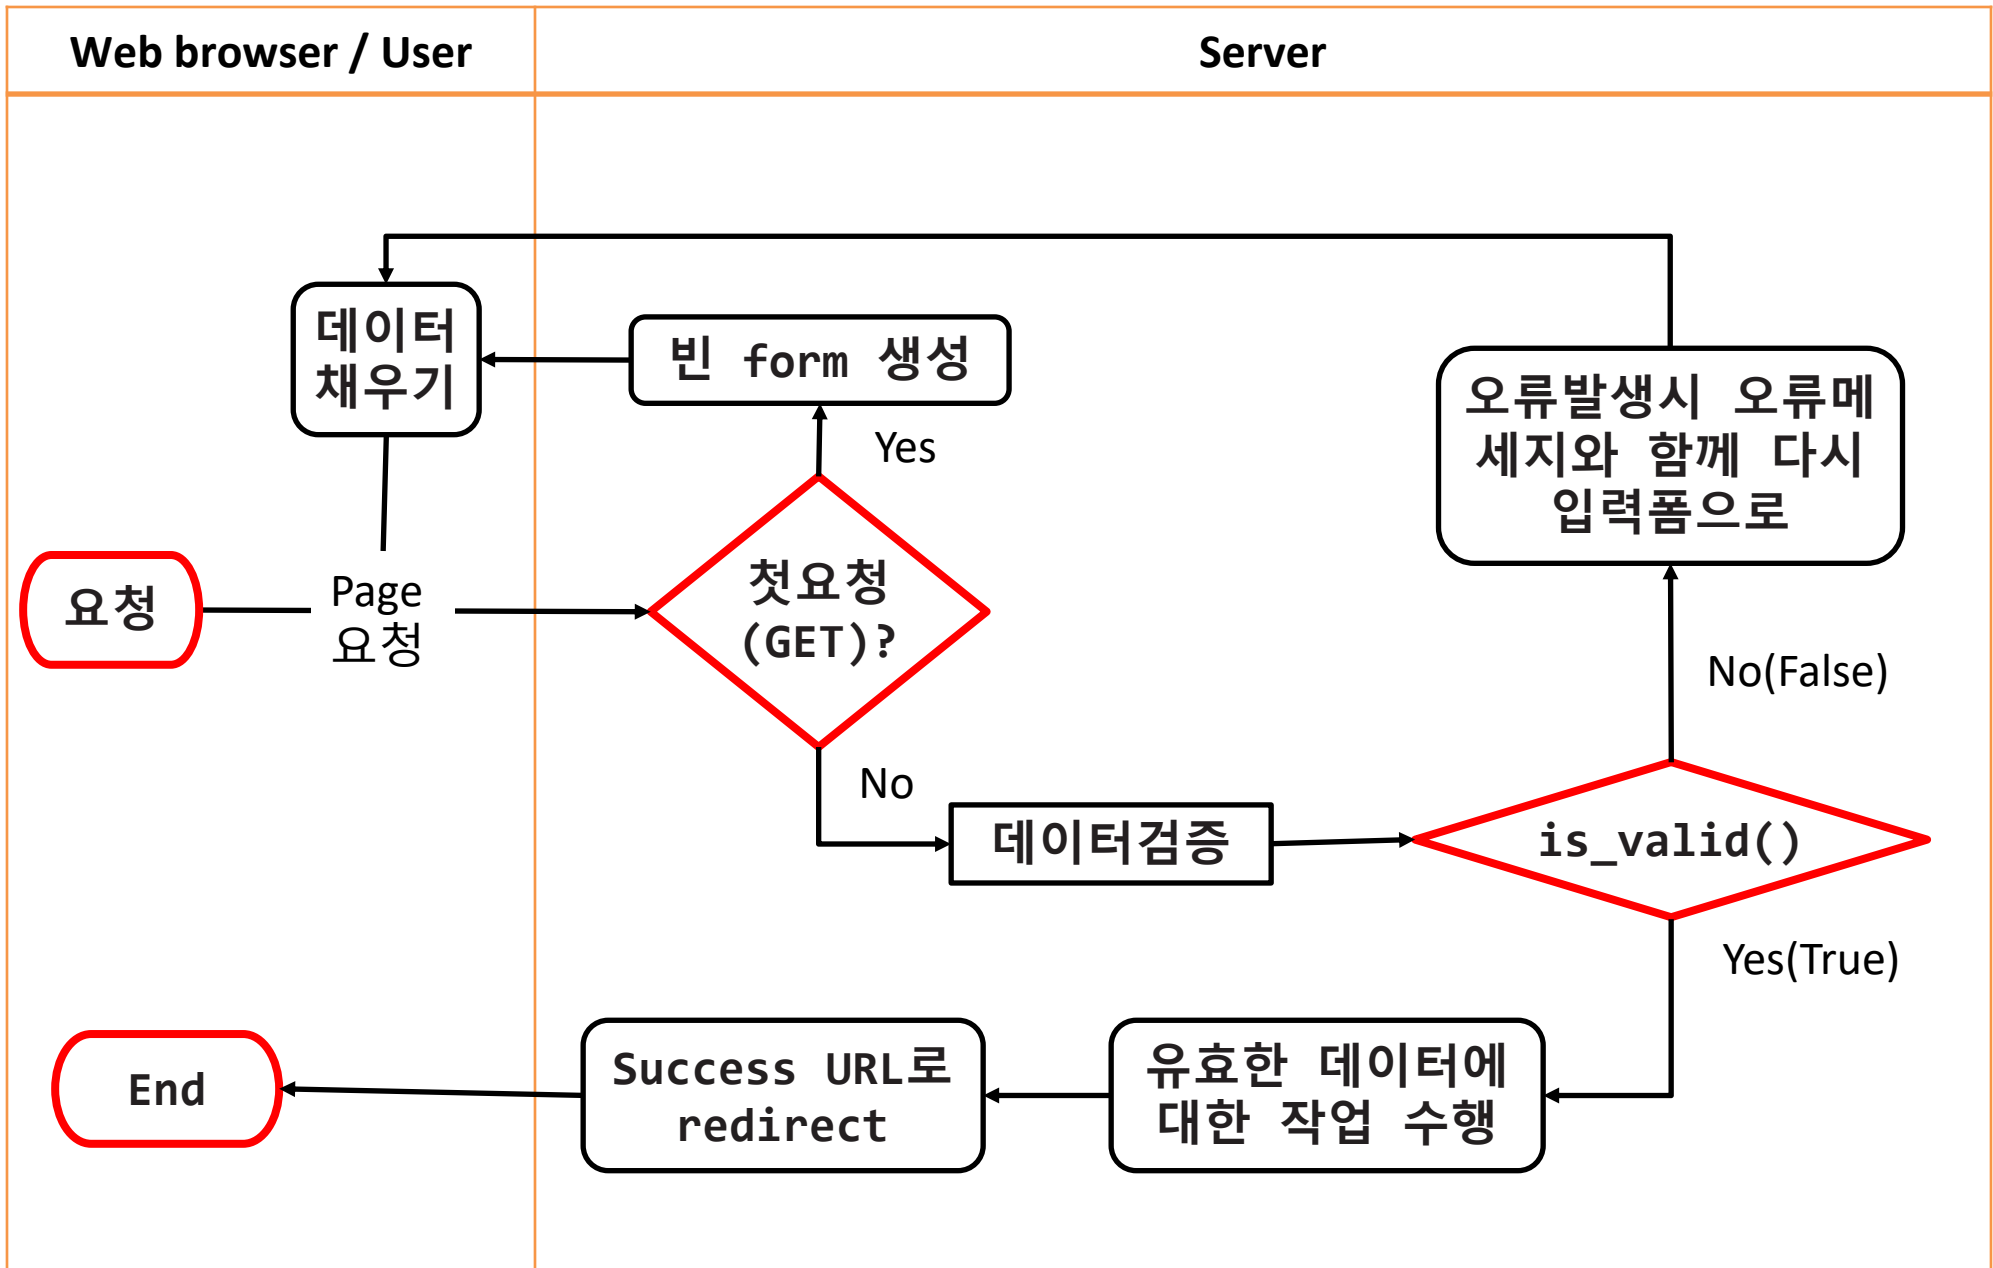 Web browser / User
Server
데이터
채우기
빈 form 생성
오류발생시 오류메
세지와 함께 다시
입력폼으로
Yes
요청
Page
요청
첫요청
(GET)?
No(False)
No
데이터검증
is_valid()
Yes(True)
End
Success URL로
redirect
유효한 데이터에
대한 작업 수행